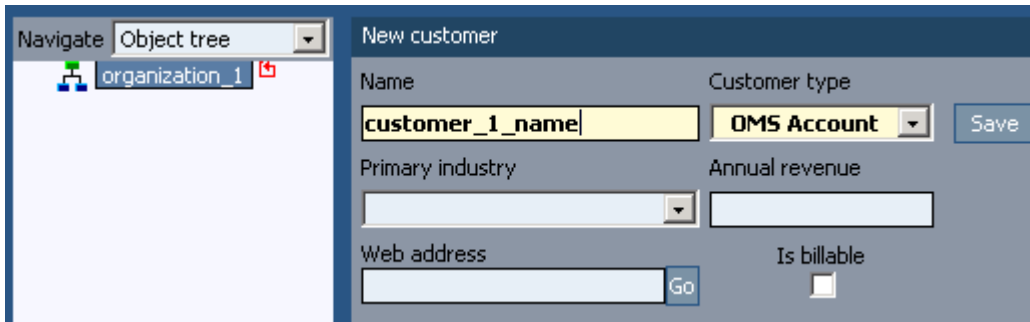 Navigate Object tree
organization_1
New customer
Name Customer type
customer_1_name OMS Account Save
Primary industry Annual revenue
Web address Is billable
Go